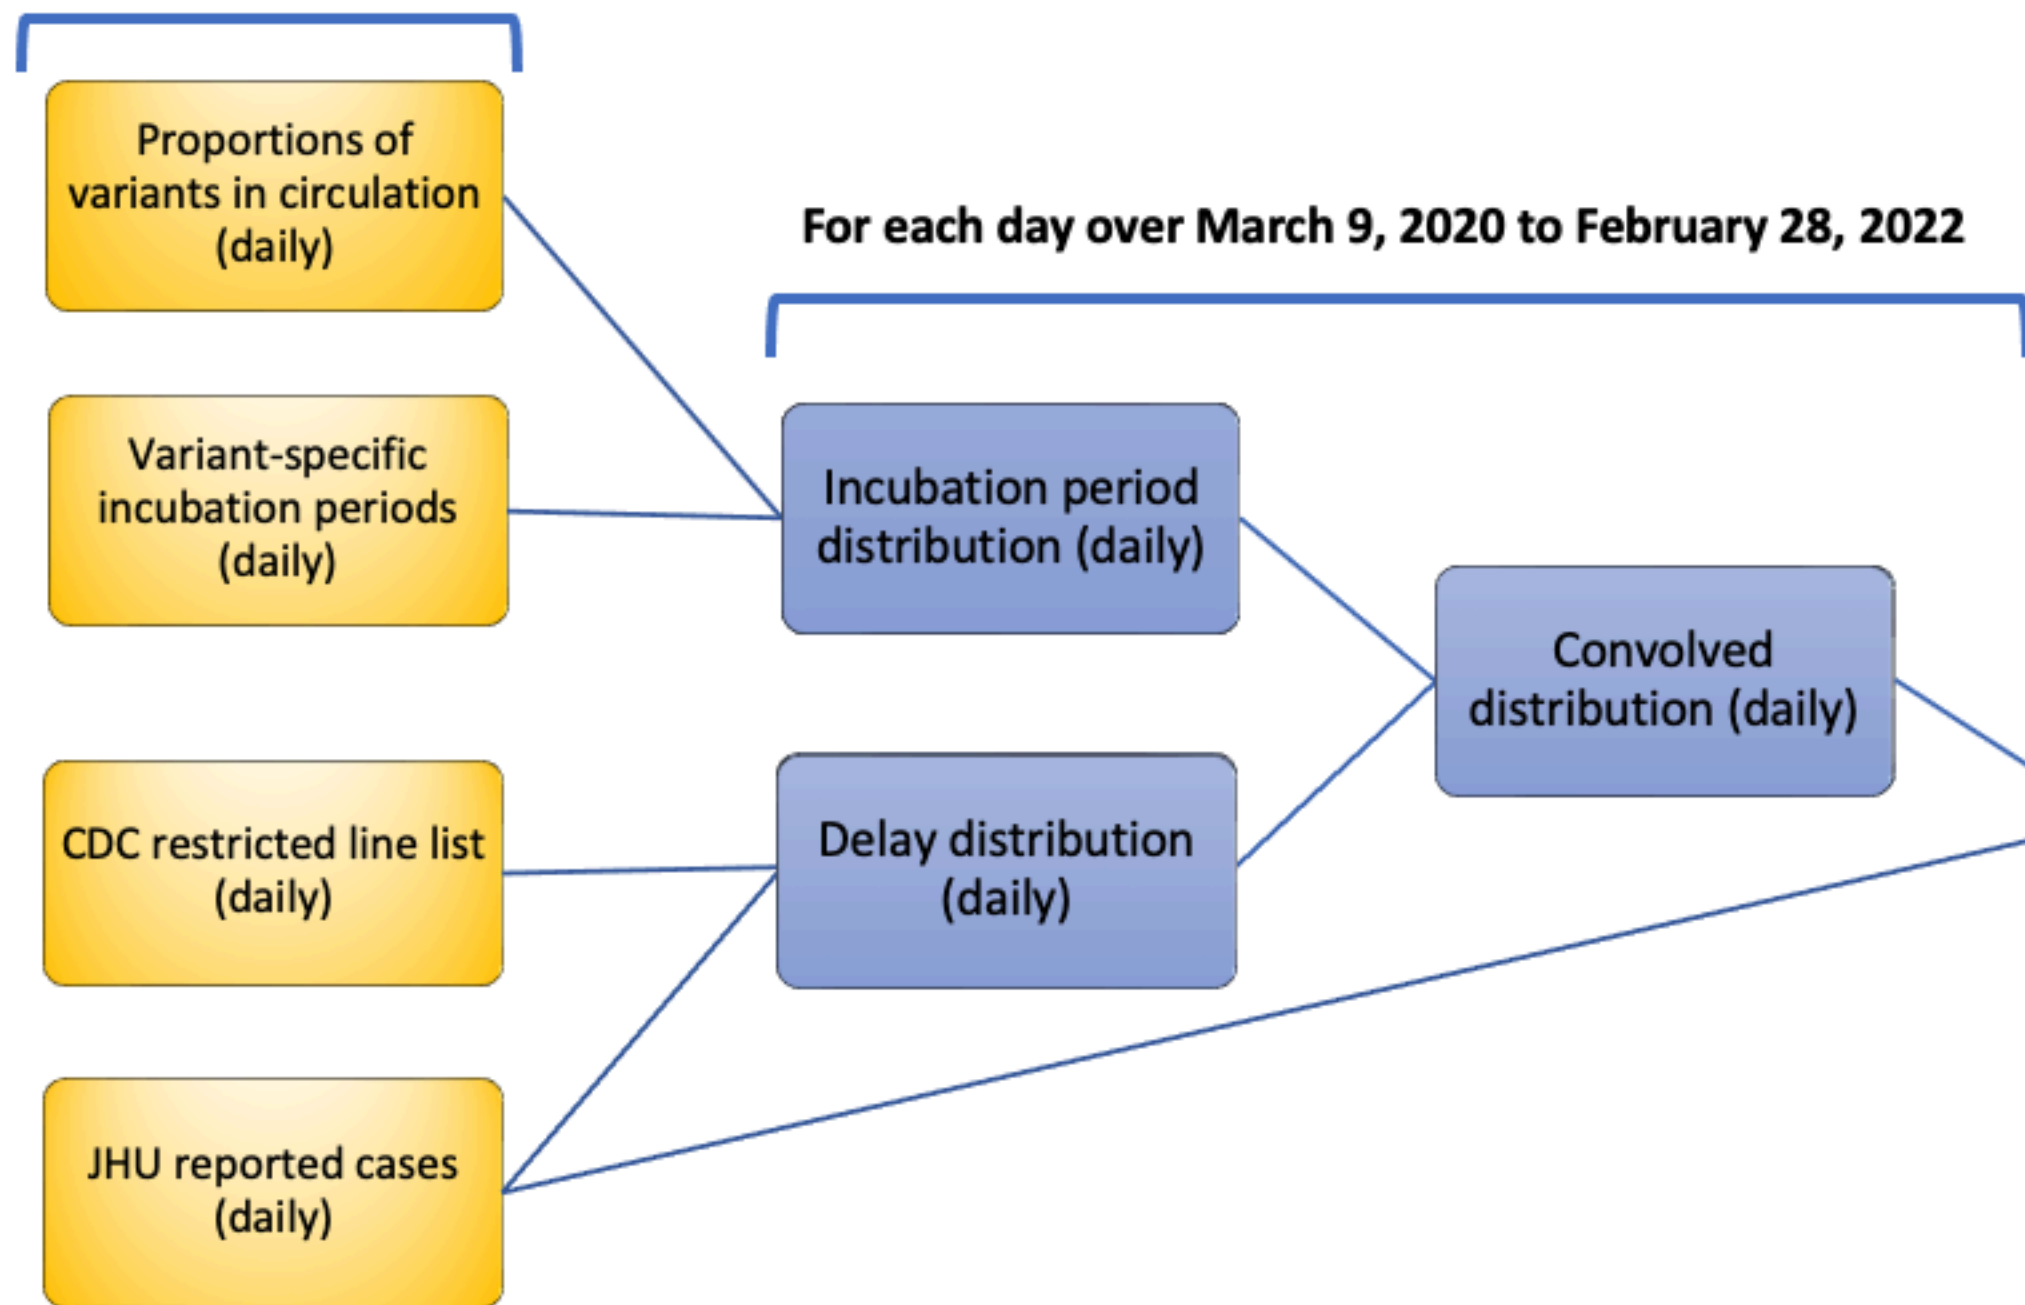 Proportions of
variants in circulation
(daily)
For each day over March 9, 2020 to February 28, 2022
Variant-specific
incubation periods
(daily)
Incubation period
distribution (daily)
Convolved
distribution (daily)
CDC restricted line list
(daily)
Delay distribution
(daily)
JHU reported cases
(daily)